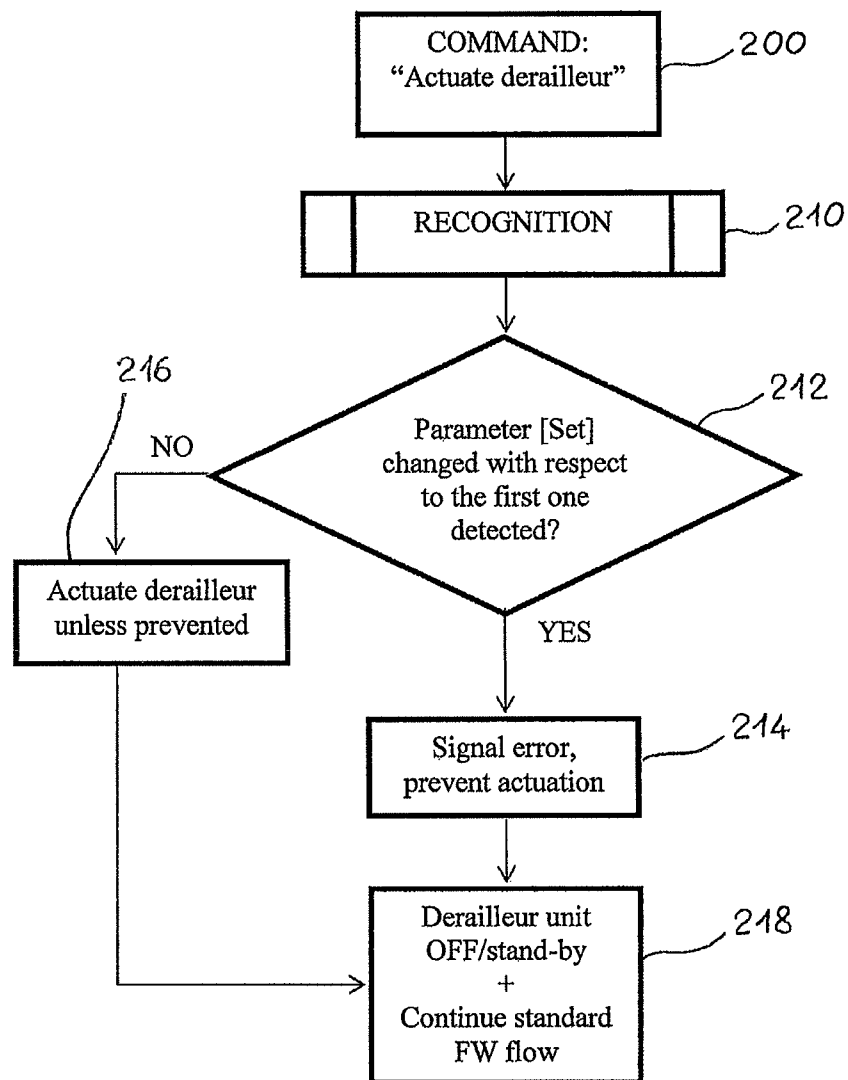 COMMAND:
“Actuate derailleur”
200
RECOGNITION
210
216
212
NO
Parameter [Set]
changed with respect
to the first one
detected?
Actuate derailleur
unless prevented
YES
Signal error,
prevent actuation
214
Derailleur unit
OFF/stand-by
+
Continue standard
FW flow
218